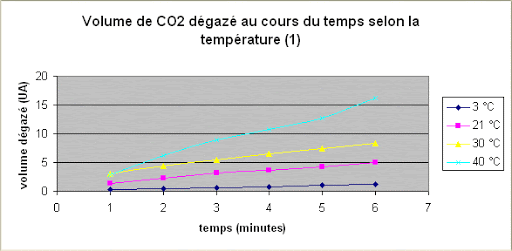 Volume de CO2 dégazé au cours du temps selon la
température (1)
volume dégazé (UA)
20
15
10
5
0
0 1 2 3 4 5 6 7
temps (minutes)
3 °C
21 °C
30 °C
40 °C